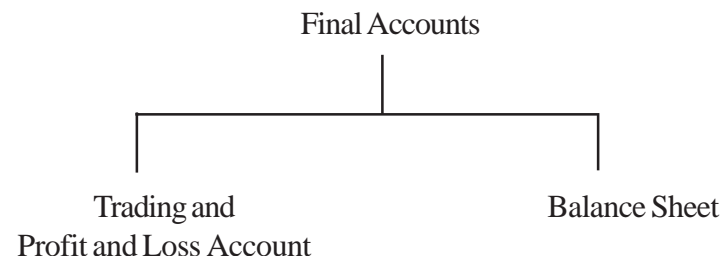 Final Accounts
Trading and
Profit and Loss Account
Balance Sheet